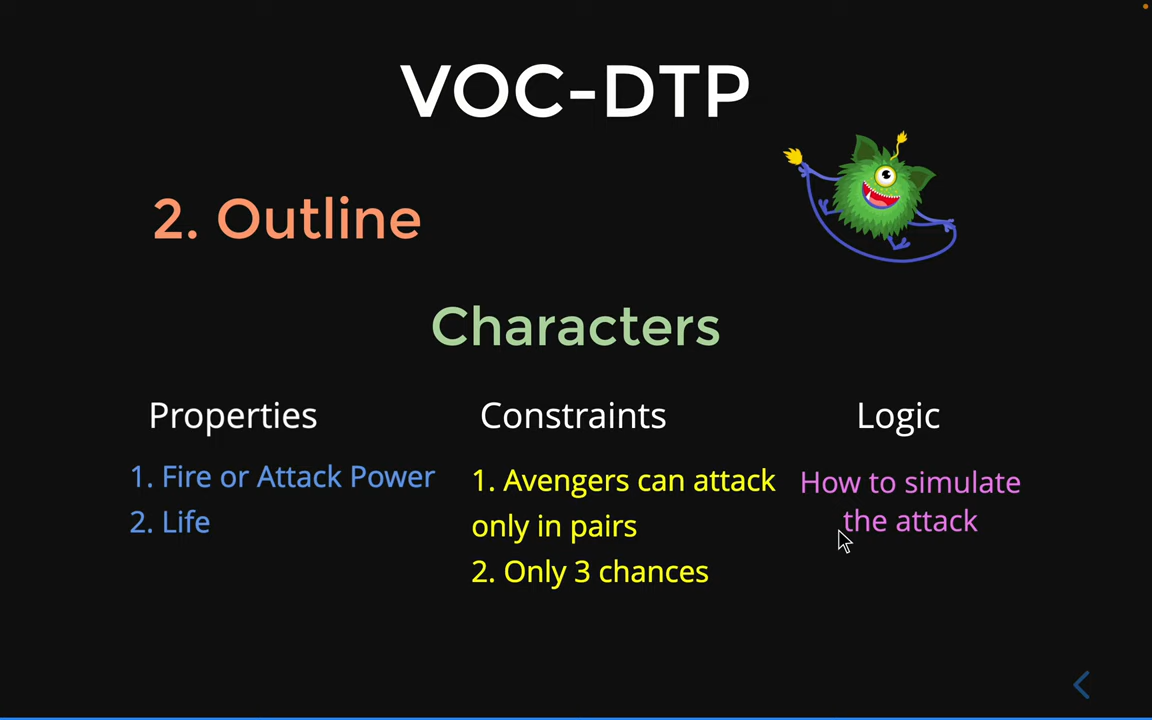 VOC-DTP
2. Outline
Characters
Properties
1. Fire or Attack Power
2. Life
Constraints
1. Avengers can attack
only in pairs
2. Only 3 chances
Logic
How to simulate
the attack